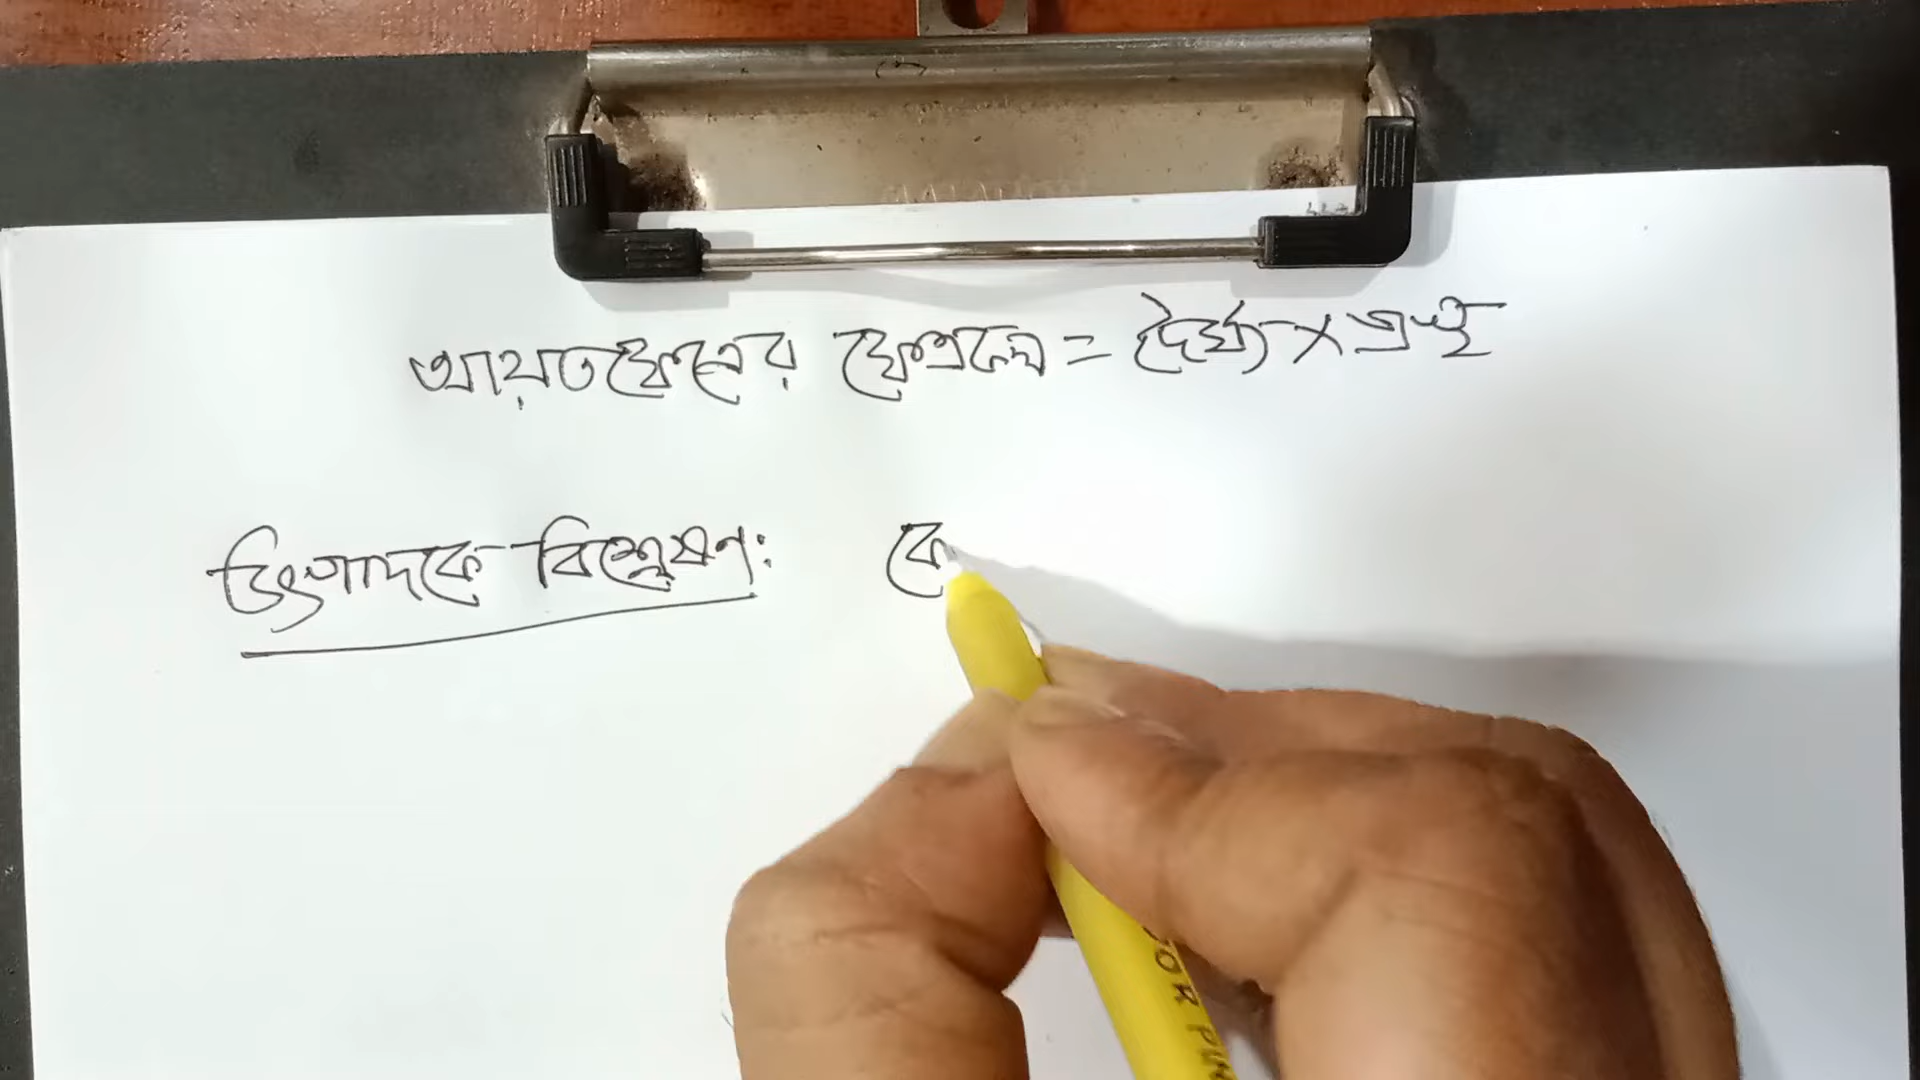 আয়তক্ষেত্রের ক্ষেত্রফল = দৈর্ঘ্য × প্রস্থ
উৎপাদকে বিশ্লেষণ: কে